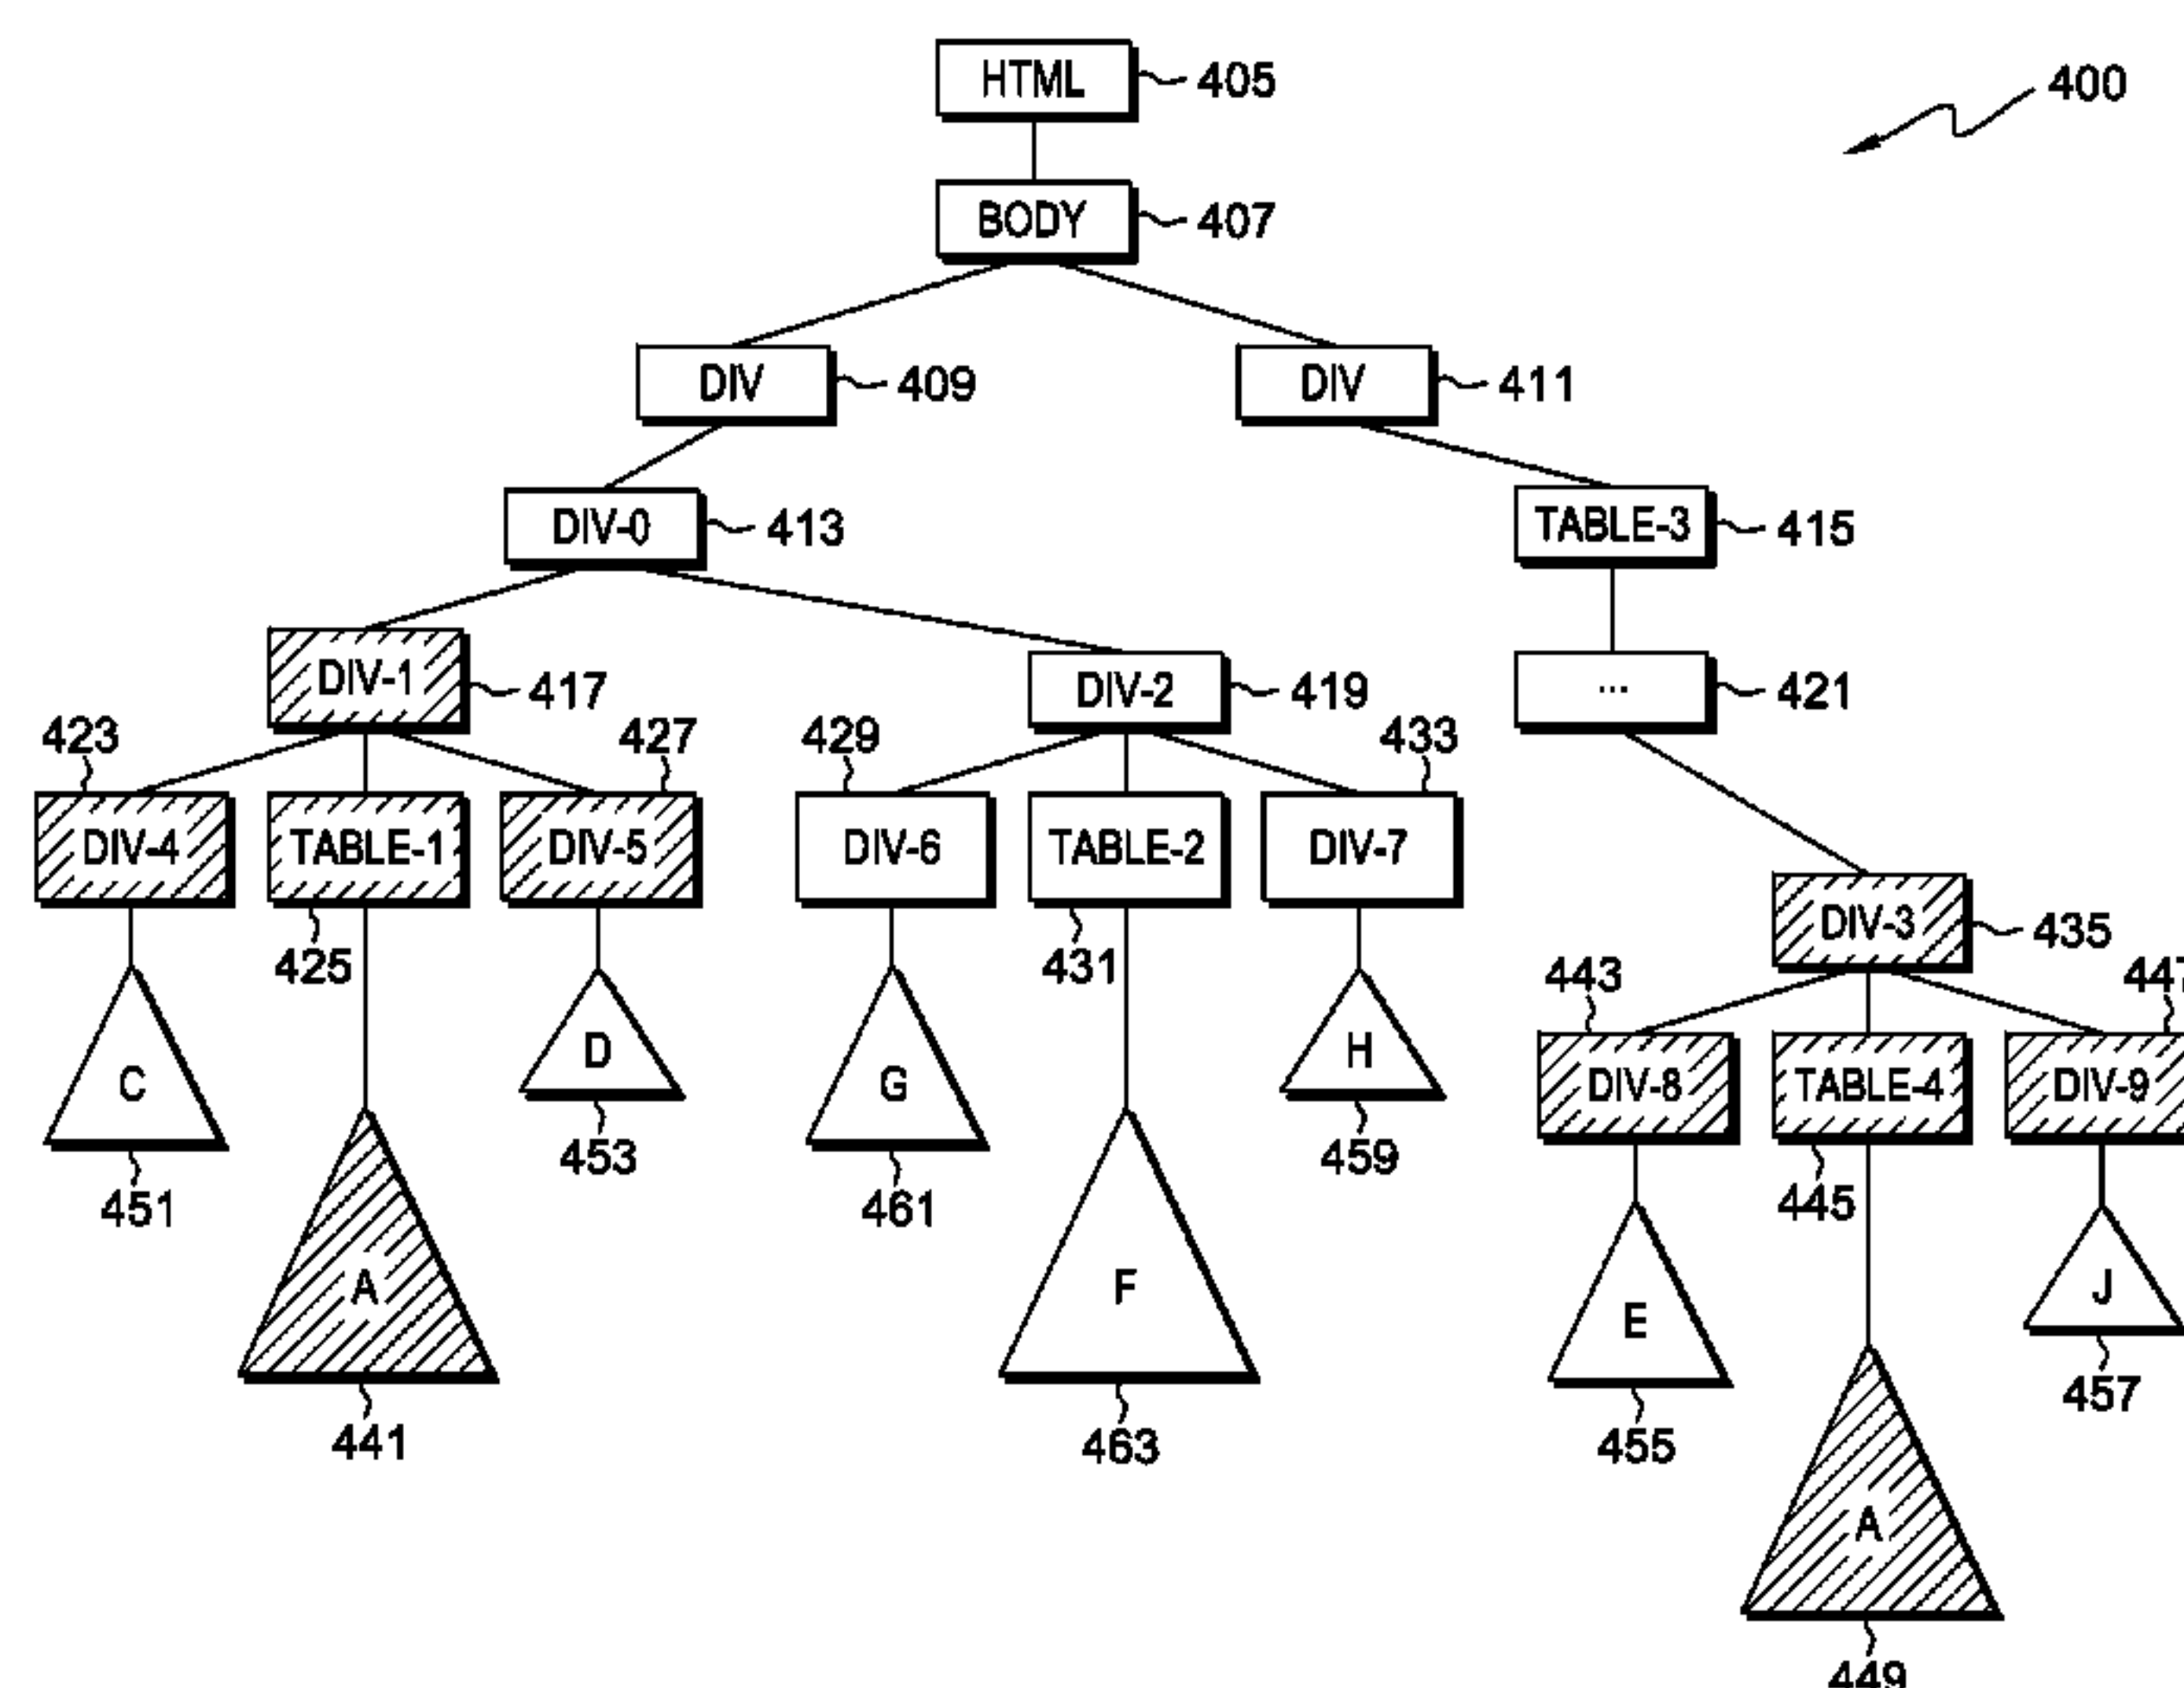 HTML 405
400
BODY 407
DIV 409
DIV 411
DIV-0 413
TABLE-3 415
DIV-1 417
DIV-2 419
... 421
423 427 429 433
DIV-4 TABLE-1 DIV-5 DIV-6 TABLE-2 DIV-7
DIV-3 435
425 431
443 447
C D G H
DIV-8 TABLE-4 DIV-9
453 459
451 461
445
A F E J
457
441 463 455
A
449